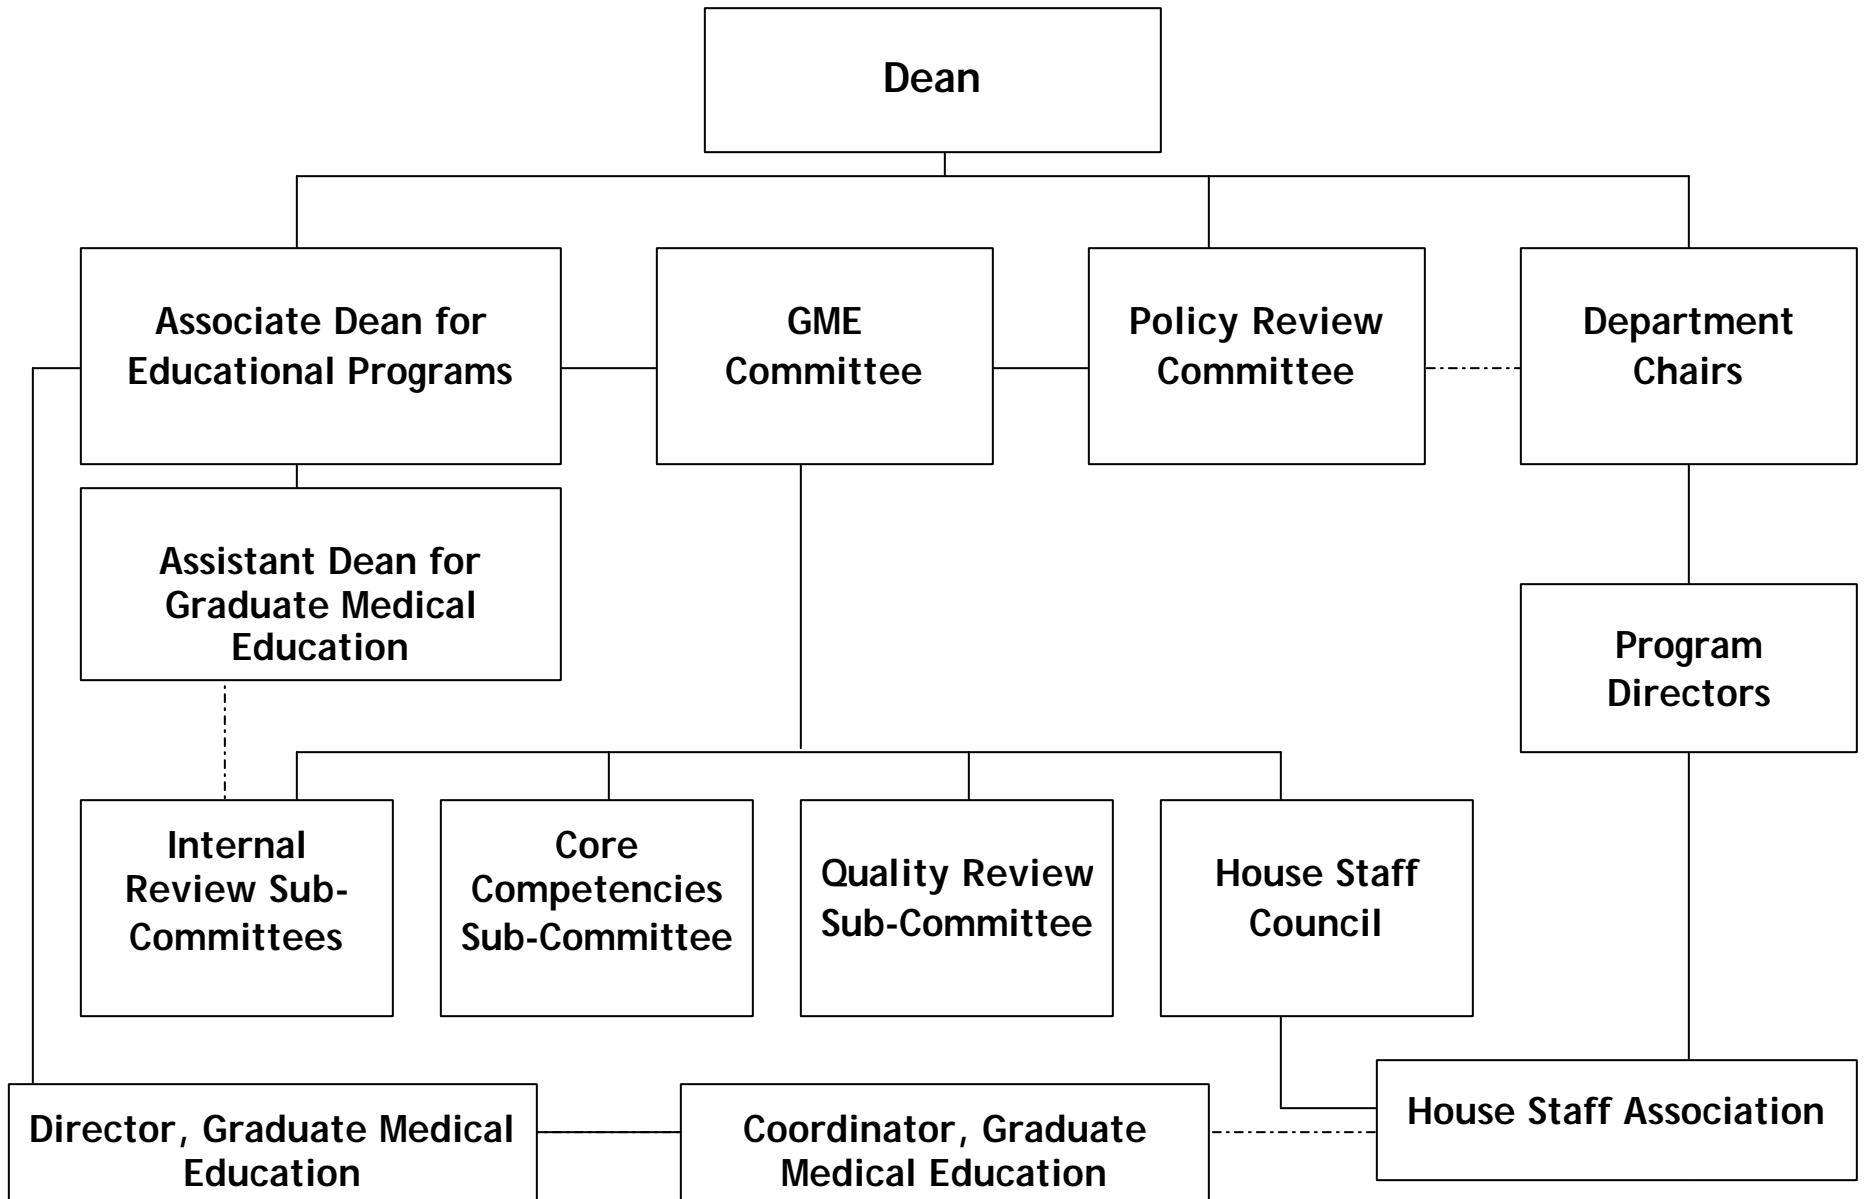 Dean
Associate Dean for
Educational Programs
GME
Committee
Policy Review
Committee
Department
Chairs
Assistant Dean for
Graduate Medical
Education
Program
Directors
Internal
Review Sub-
Committees
Core
Competencies
Sub-Committee
Quality Review
Sub-Committee
House Staff
Council
Director, Graduate Medical
Education
Coordinator, Graduate
Medical Education
House Staff Association